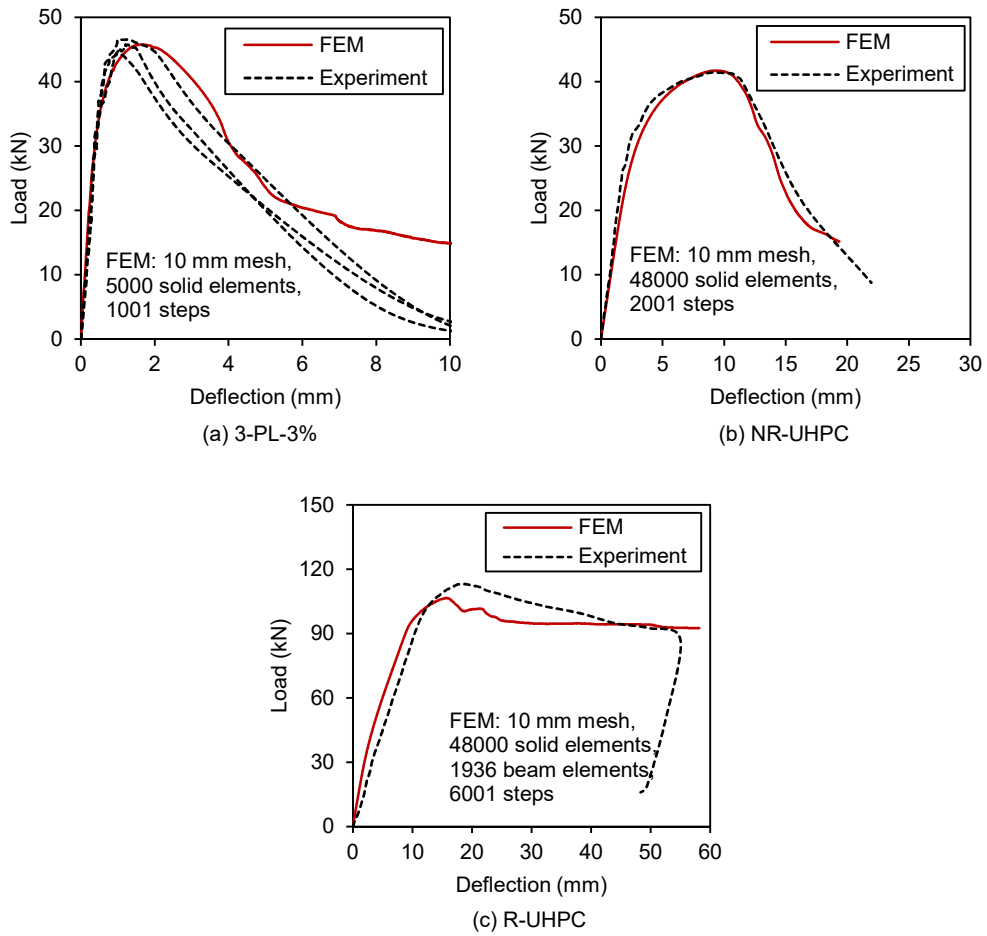 50
40
30
20
10
0
Load (kN)
FEM
Experiment
FEM: 10 mm mesh,
5000 solid elements,
1001 steps
0 2 4 6 8 10
Deflection (mm)
(a) 3-PL-3%
50
40
30
20
10
0
Load (kN)
FEM
Experiment
FEM: 10 mm mesh,
48000 solid elements,
2001 steps
0 5 10 15 20 25 30
Deflection (mm)
(b) NR-UHPC
150
120
90
60
30
0
Load (kN)
FEM
Experiment
FEM: 10 mm mesh,
48000 solid elements,
1936 beam elements,
6001 steps
0 10 20 30 40 50 60
Deflection (mm)
(c) R-UHPC